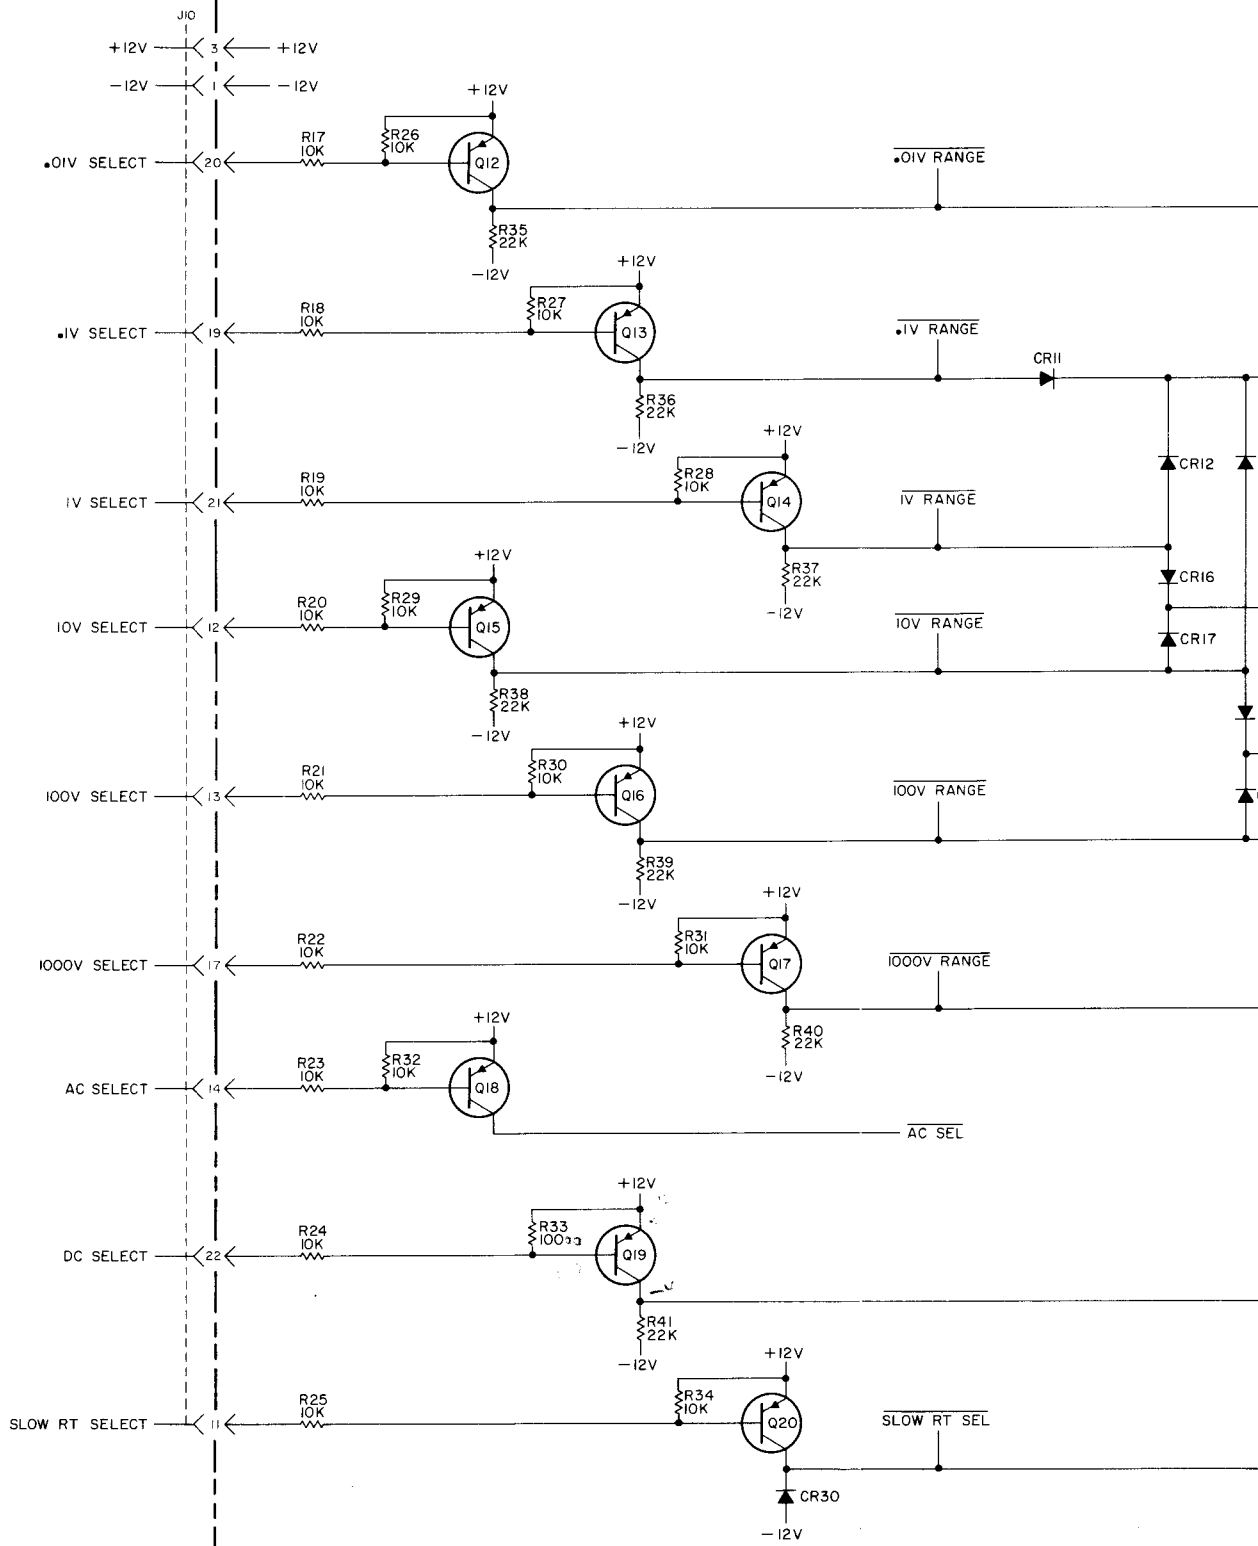 J10
+12V 3 +12V
-12V 1 -12V
+12V
R17
10K
R26
10K
.01V SELECT 20
Q12
.01V RANGE
R35
22K
-12V
+12V
R18
10K
R27
10K
.1V SELECT 19
Q13
.1V RANGE
CR11
R36
22K
-12V
+12V
R19
10K
R28
10K
CR12
1V SELECT 21
Q14
1V RANGE
R37
22K
-12V
CR16
+12V
R20
10K
R29
10K
10V SELECT 12
Q15
10V RANGE
CR17
R38
22K
-12V
+12V
R21
10K
R30
10K
100V SELECT 13
Q16
100V RANGE
R39
22K
-12V
+12V
R22
10K
R31
10K
1000V SELECT 17
Q17
1000V RANGE
R40
22K
-12V
+12V
R23
10K
R32
10K
AC SELECT 14
Q18
AC SEL
+12V
R24
10K
R33
DC SELECT 22
Q19
R41
22K
-12V
+12V
R25
10K
R34
10K
SLOW RT SELECT 11
Q20
SLOW RT SEL
CR30
-12V